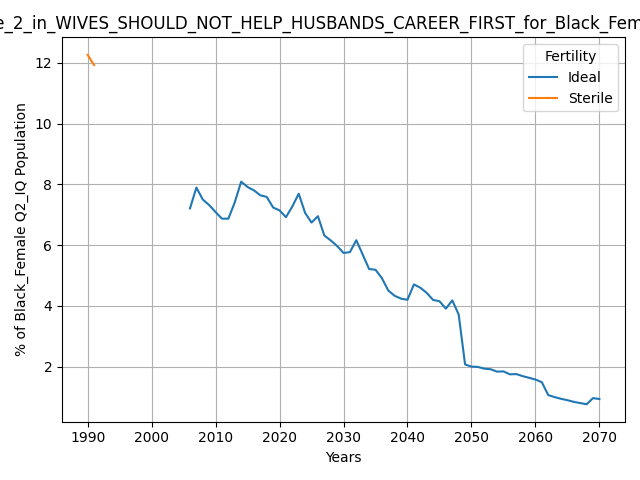 e_2_in_WIVES_SHOULD_NOT_HELP_HUSBANDS_CAREER_FIRST_for_Black_Fem
Fertility
Ideal
Sterile
% of Black_Female Q2_IQ Population
12
10
8
6
4
2
1990 2000 2010 2020 2030 2040 2050 2060 2070
Years